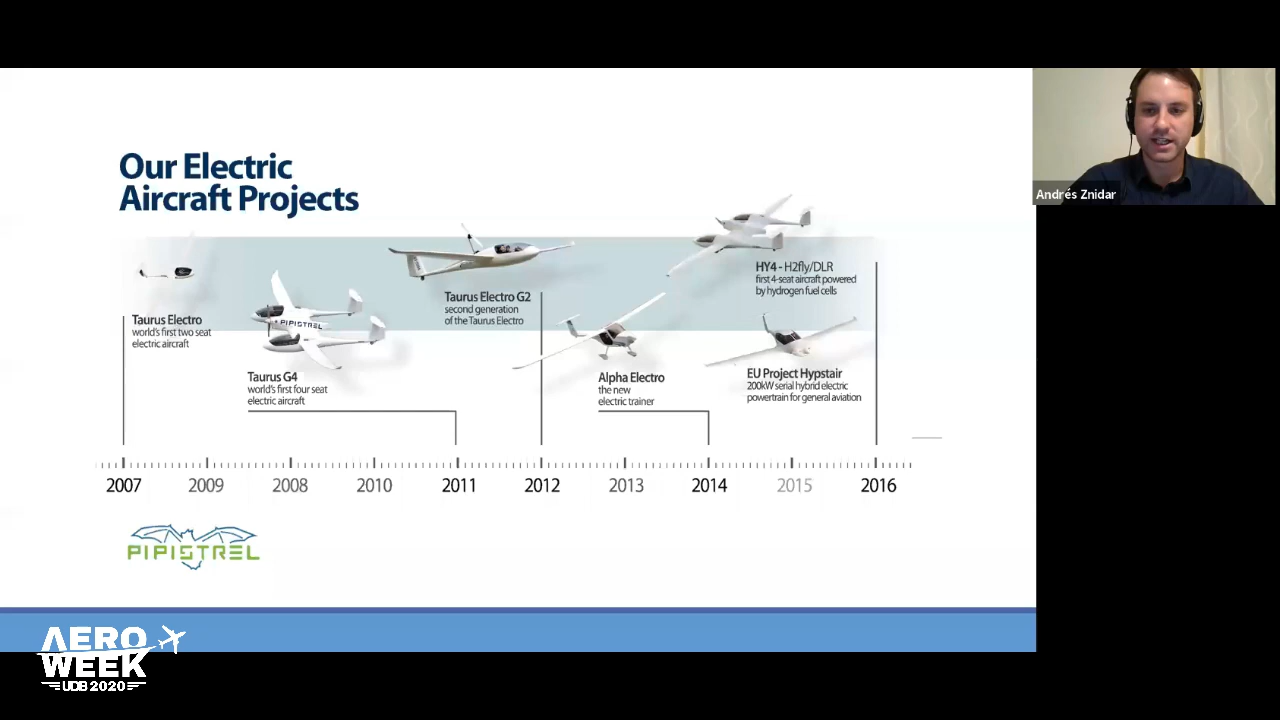 Our Electric
Aircraft Projects
Andrés Znidar
Taurus Electro
world's first two seat
electric aircraft
PIPISTREL
Taurus G4
world's first four seat
electric aircraft
Taurus Electro G2
second generation
of the Taurus Electro
Alpha Electro
the new
electric trainer
HY4 - H2fly/DLR
first 4-seat aircraft powered
by hydrogen fuel cells
EU Project Hypstair
200kW serial hybrid electric
powertrain for general aviation
2007 2009 2008 2010 2011 2012 2013 2014 2015 2016
PIPISTREL
AERO
WEEK
UDB 2020